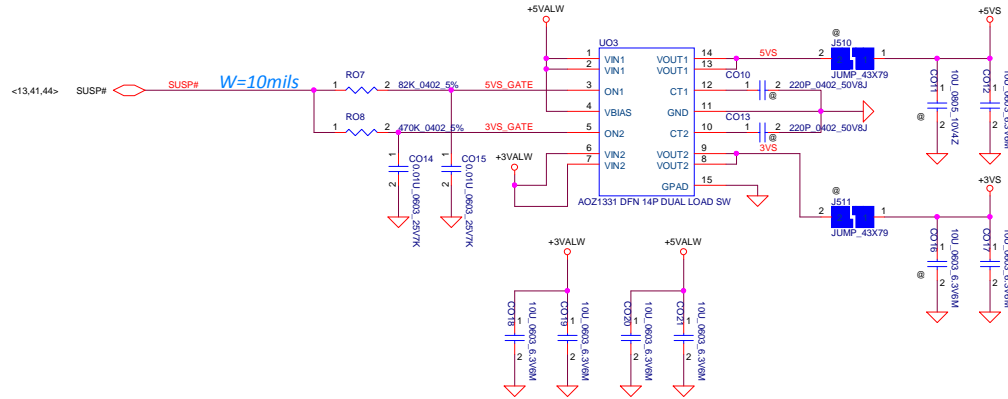 +5VALW
+5VS
UO3
@
J510
<13,41,44>
SUSP#
SUSP#
W=10mils
RO7
1
2
82K_0402_5%
5VS_GATE
RO8
1
2
470K_0402_5%
3VS_GATE
1
VIN1
2
VIN1
3
ON1
4
VBIAS
5
ON2
6
VIN2
7
VIN2
14
VOUT1
13
VOUT1
12
CT1
11
GND
10
CT2
9
VOUT2
8
VOUT2
15
GPAD
AOZ1331 DFN 14P DUAL LOAD SW
5VS
2
1
JUMP_43X79
CO10
1
2
@
220P_0402_50V8J
CO13
1
2
@
220P_0402_50V8J
3VS
CO11
1
2
10U_0805_10V4Z
@
CO12
1
2
+3VALW
CO14
1
2
0.01U_0603_25V7K
CO15
1
2
0.01U_0603_25V7K
@
J511
2
1
JUMP_43X79
+3VS
CO16
1
2
10U_0603_6.3V6M
@
CO17
1
2
+3VALW
+5VALW
CO18
1
2
10U_0603_6.3V6M
CO19
1
2
10U_0603_6.3V6M
CO20
1
2
10U_0603_6.3V6M
CO21
1
2
10U_0603_6.3V6M